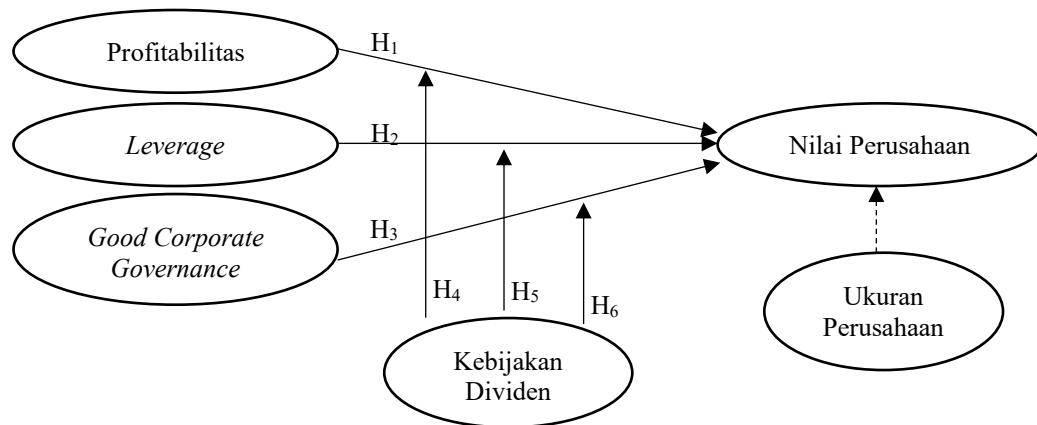 Profitabilitas
H₁
Leverage
H₂
Nilai Perusahaan
Good Corporate
Governance
H₃
H₄
H₅
H₆
Ukuran
Perusahaan
Kebijakan
Dividen